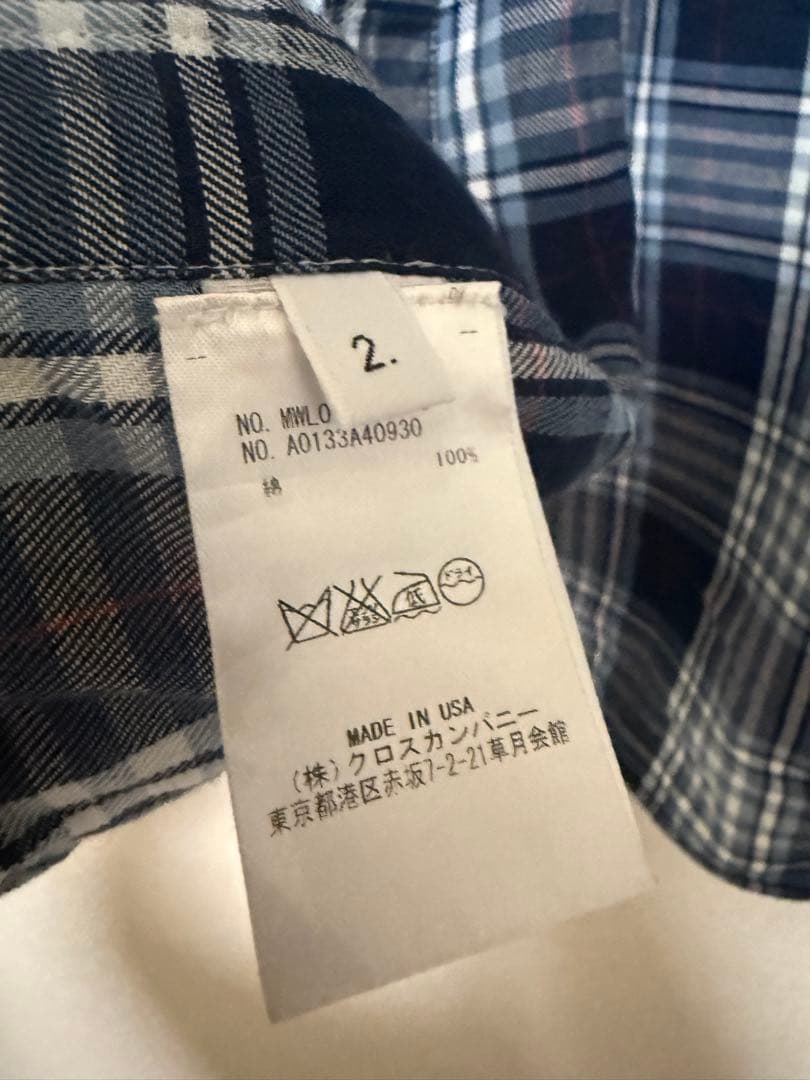 2.
NO. MWLO
NO. A0133A40930
綿 100%
ドライ
MADE IN USA
(株)クロスカンパニー
東京都港区赤坂7-2-21草月会館